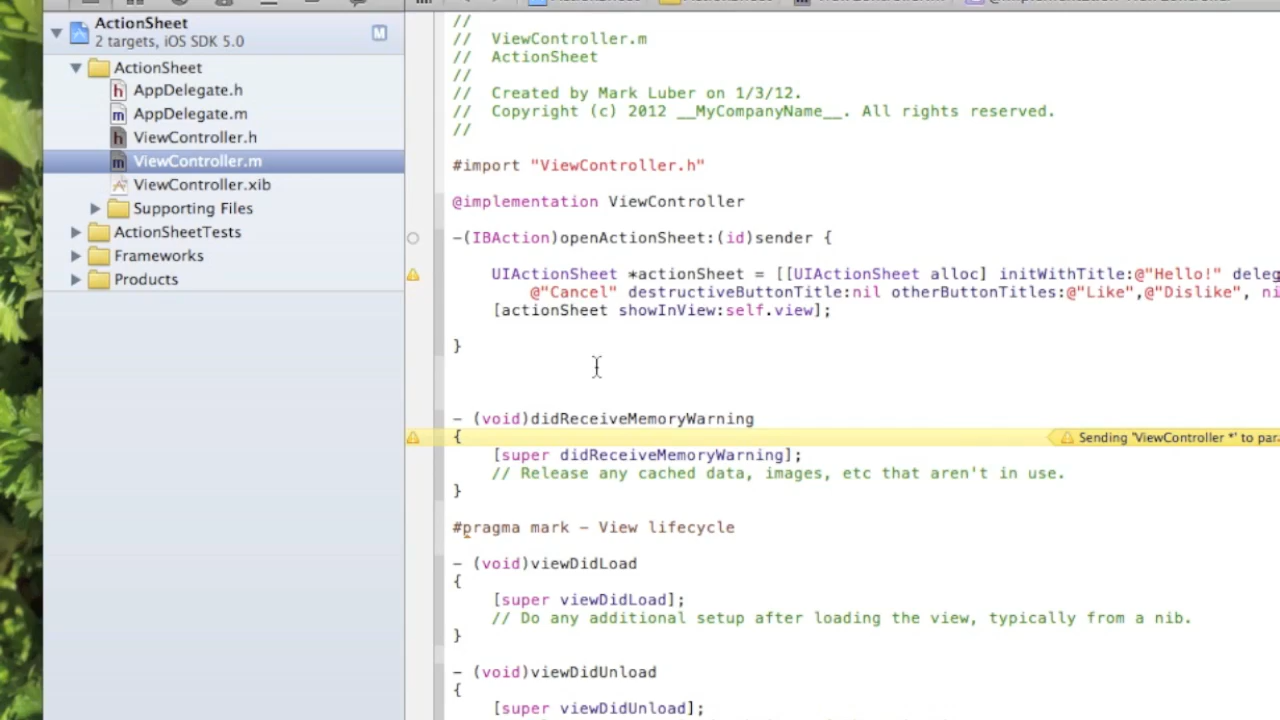 ActionSheet
2 targets, iOS SDK 5.0
M
ActionSheet
h AppDelegate.h
m AppDelegate.m
h ViewController.h
m ViewController.m
ViewController.xib
Supporting Files
ActionSheetTests
Frameworks
Products
//
// ViewController.m
// ActionSheet
//
// Created by Mark Luber on 1/3/12.
// Copyright (c) 2012 __MyCompanyName__. All rights reserved.
//
#import "ViewController.h"
@implementation ViewController
-(IBAction)openActionSheet:(id)sender {
UIActionSheet *actionSheet = [[UIActionSheet alloc] initWithTitle:@"Hello!" deleg
@"Cancel" destructiveButtonTitle:nil otherButtonTitles:@"Like",@"Dislike", ni
[actionSheet showInView:self.view];
}
- (void)didReceiveMemoryWarning
{ Sending 'ViewController *' to para
[super didReceiveMemoryWarning];
// Release any cached data, images, etc that aren't in use.
}
#pragma mark - View lifecycle
- (void)viewDidLoad
{
[super viewDidLoad];
// Do any additional setup after loading the view, typically from a nib.
}
- (void)viewDidUnload
{
[super viewDidUnload];